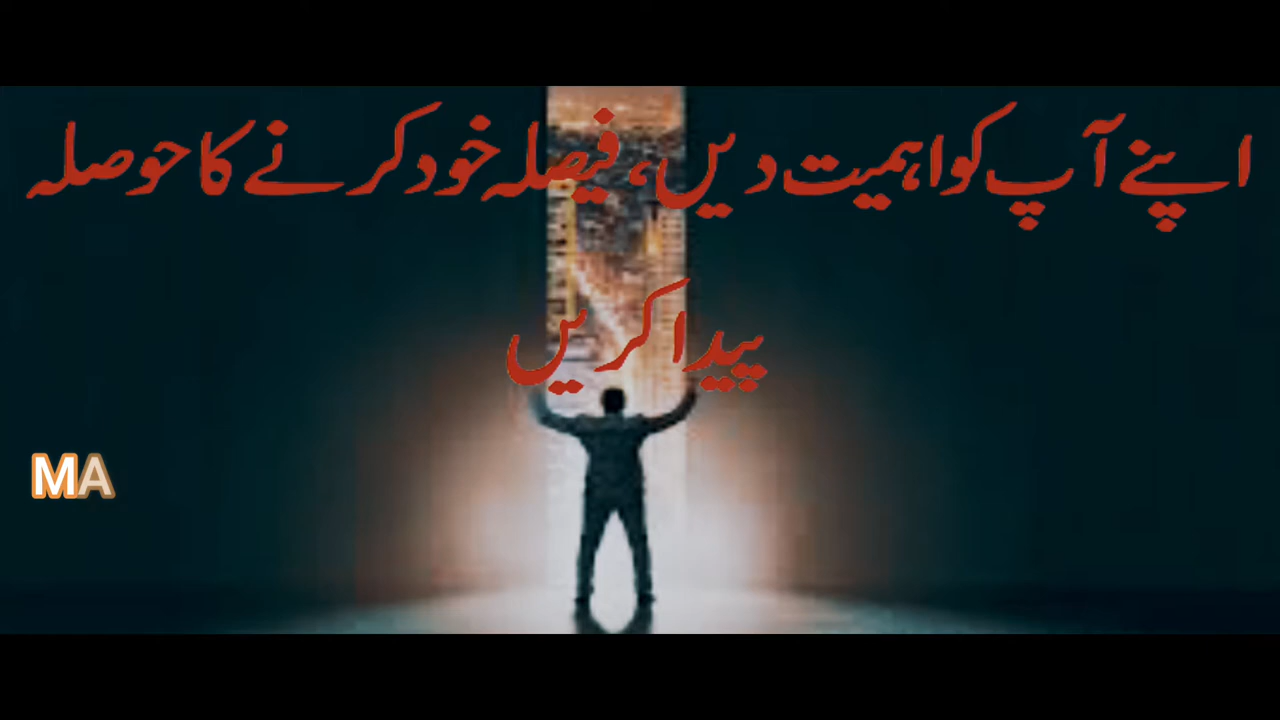 اپنے آپ کو اہمیت دیں، فیصلہ خود کرنے کا حوصلہ
پیدا کریں
MA